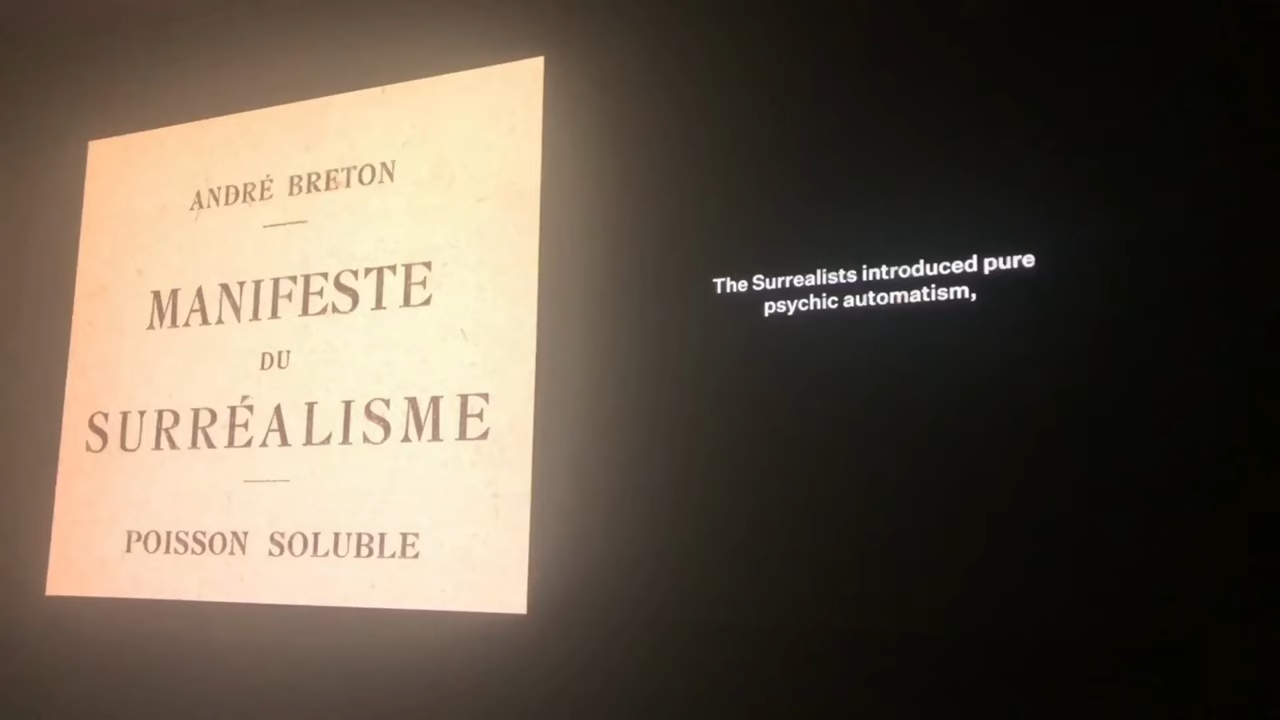 ANDRÉ BRETON
MANIFESTE
DU
SURRÉALISME
POISSON SOLUBLE
The Surrealists introduced pure
psychic automatism,